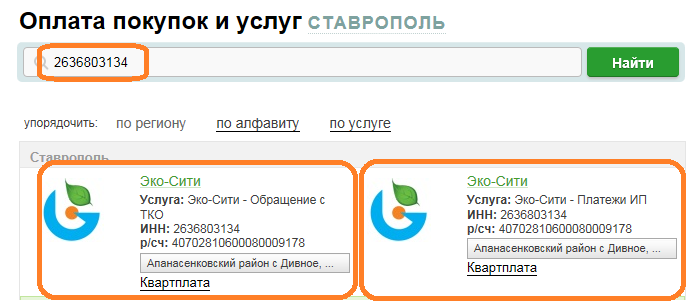 Оплата покупок и услуг СТАВРОПОЛЬ
2636803134
Найти
упорядочить: по региону по алфавиту по услуге
Ставрополь
Эко-Сити
Услуга: Эко-Сити - Обращение с
ТКО
ИНН: 2636803134
р/сч: 40702810600080009178
Апанасенковский район с Дивное, ...
Квартплата
Эко-Сити
Услуга: Эко-Сити - Платежи ИП
ИНН: 2636803134
р/сч: 40702810600080009178
Апанасенковский район с Дивное, ...
Квартплата